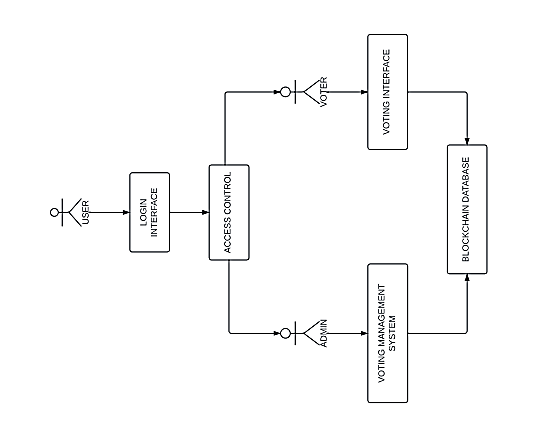 USER
LOGIN
INTERFACE
ACCESS CONTROL
VOTER
VOTING INTERFACE
ADMIN
VOTING MANAGEMENT
SYSTEM
BLOCKCHAIN DATABASE